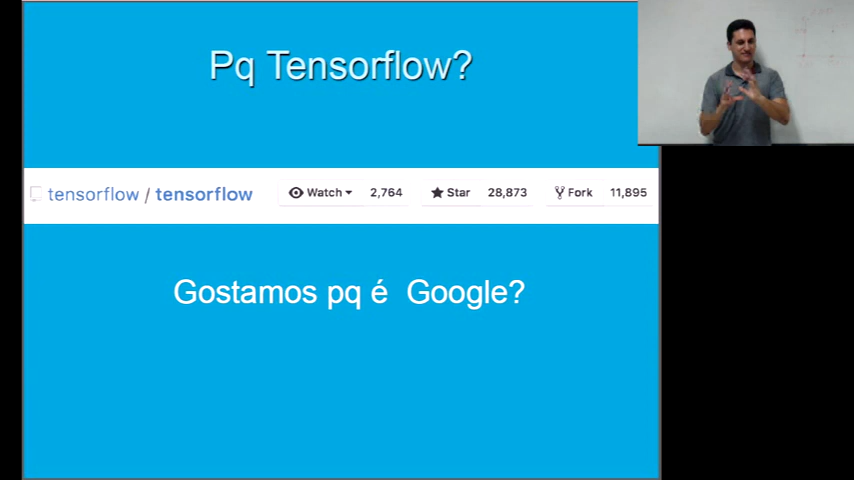 Pq Tensorflow?
tensorflow / tensorflow Watch 2,764 Star 28,873 Fork 11,895
Gostamos pq é Google?